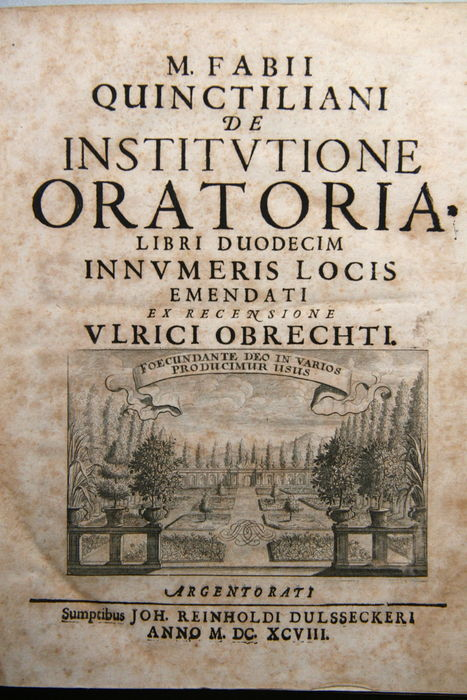 M. FABII
QUINCTILIANI
DE
INSTITVTIONE
ORATORIA.
LIBRI DUODECIM
INNVMERIS LOCIS
EMENDATI
EX RECENSIONE
VLRICI OBRECHTI.
FOECUNDANTE DEO IN VARIOS
PRODUCIMUR USUS
ARGENTORATI
Sumptibus JOH. REINHOLDI DULSSECKERI
ANNO M. DC. XCVIII.